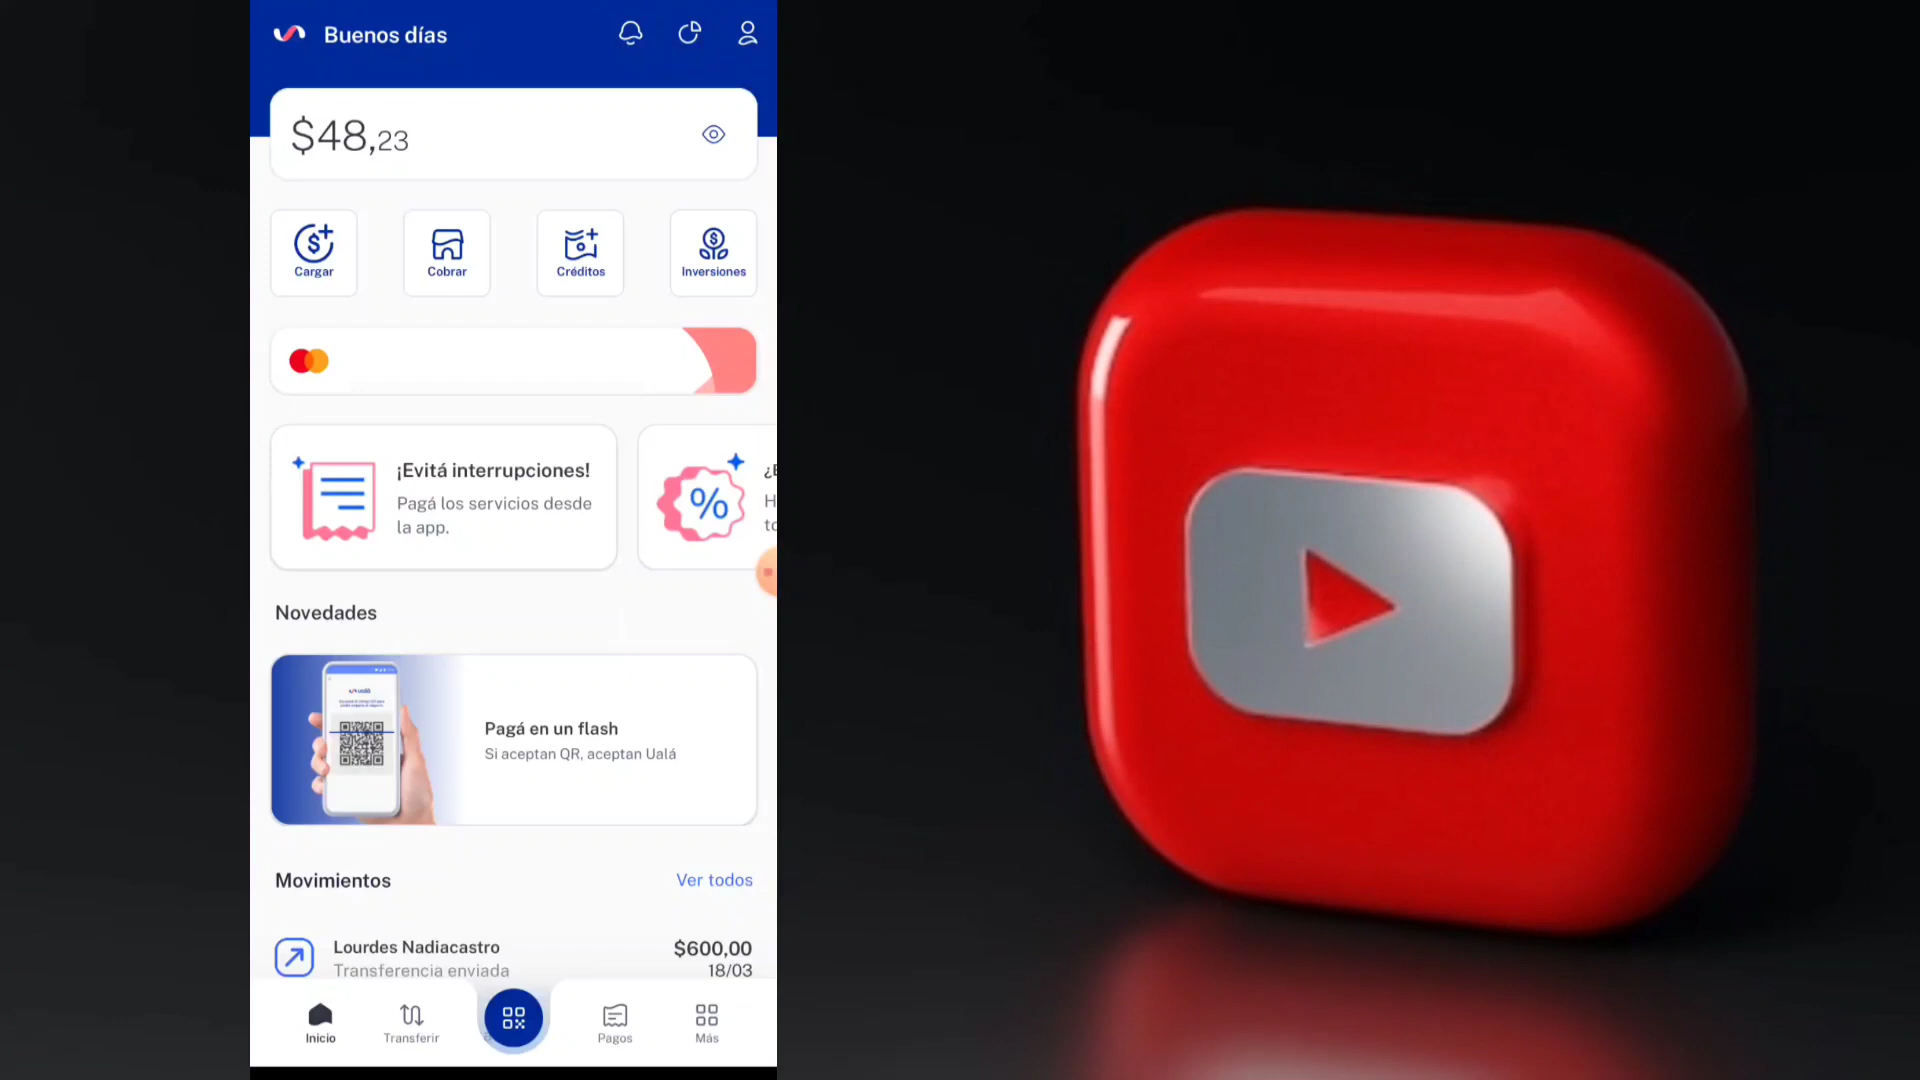 Buenos días
$48,23
Cargar
Cobrar
Créditos
Inversiones
¡Evitá interrupciones!
Pagá los servicios desde
la app.
%
Novedades
ualá
Pagá en un flash
Si aceptan QR, aceptan Ualá
Movimientos
Ver todos
Lourdes Nadiacastro
$600,00
Transferencia enviada
18/03
Inicio
Transferir
Pagos
Más